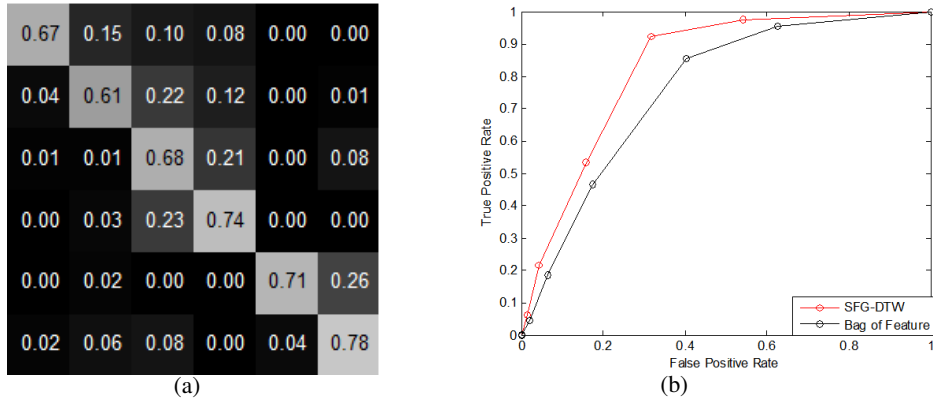 0.67 0.15 0.10 0.08 0.00 0.00
0.04 0.61 0.22 0.12 0.00 0.01
0.01 0.01 0.68 0.21 0.00 0.08
0.00 0.03 0.23 0.74 0.00 0.00
0.00 0.02 0.00 0.00 0.71 0.26
0.02 0.06 0.08 0.00 0.04 0.78
(a)
1
0.9
0.8
0.7
0.6
0.5
0.4
0.3
0.2
0.1
0
True Positive Rate
0 0.2 0.4 0.6 0.8 1
False Positive Rate
SFG-DTW
Bag of Feature
(b)